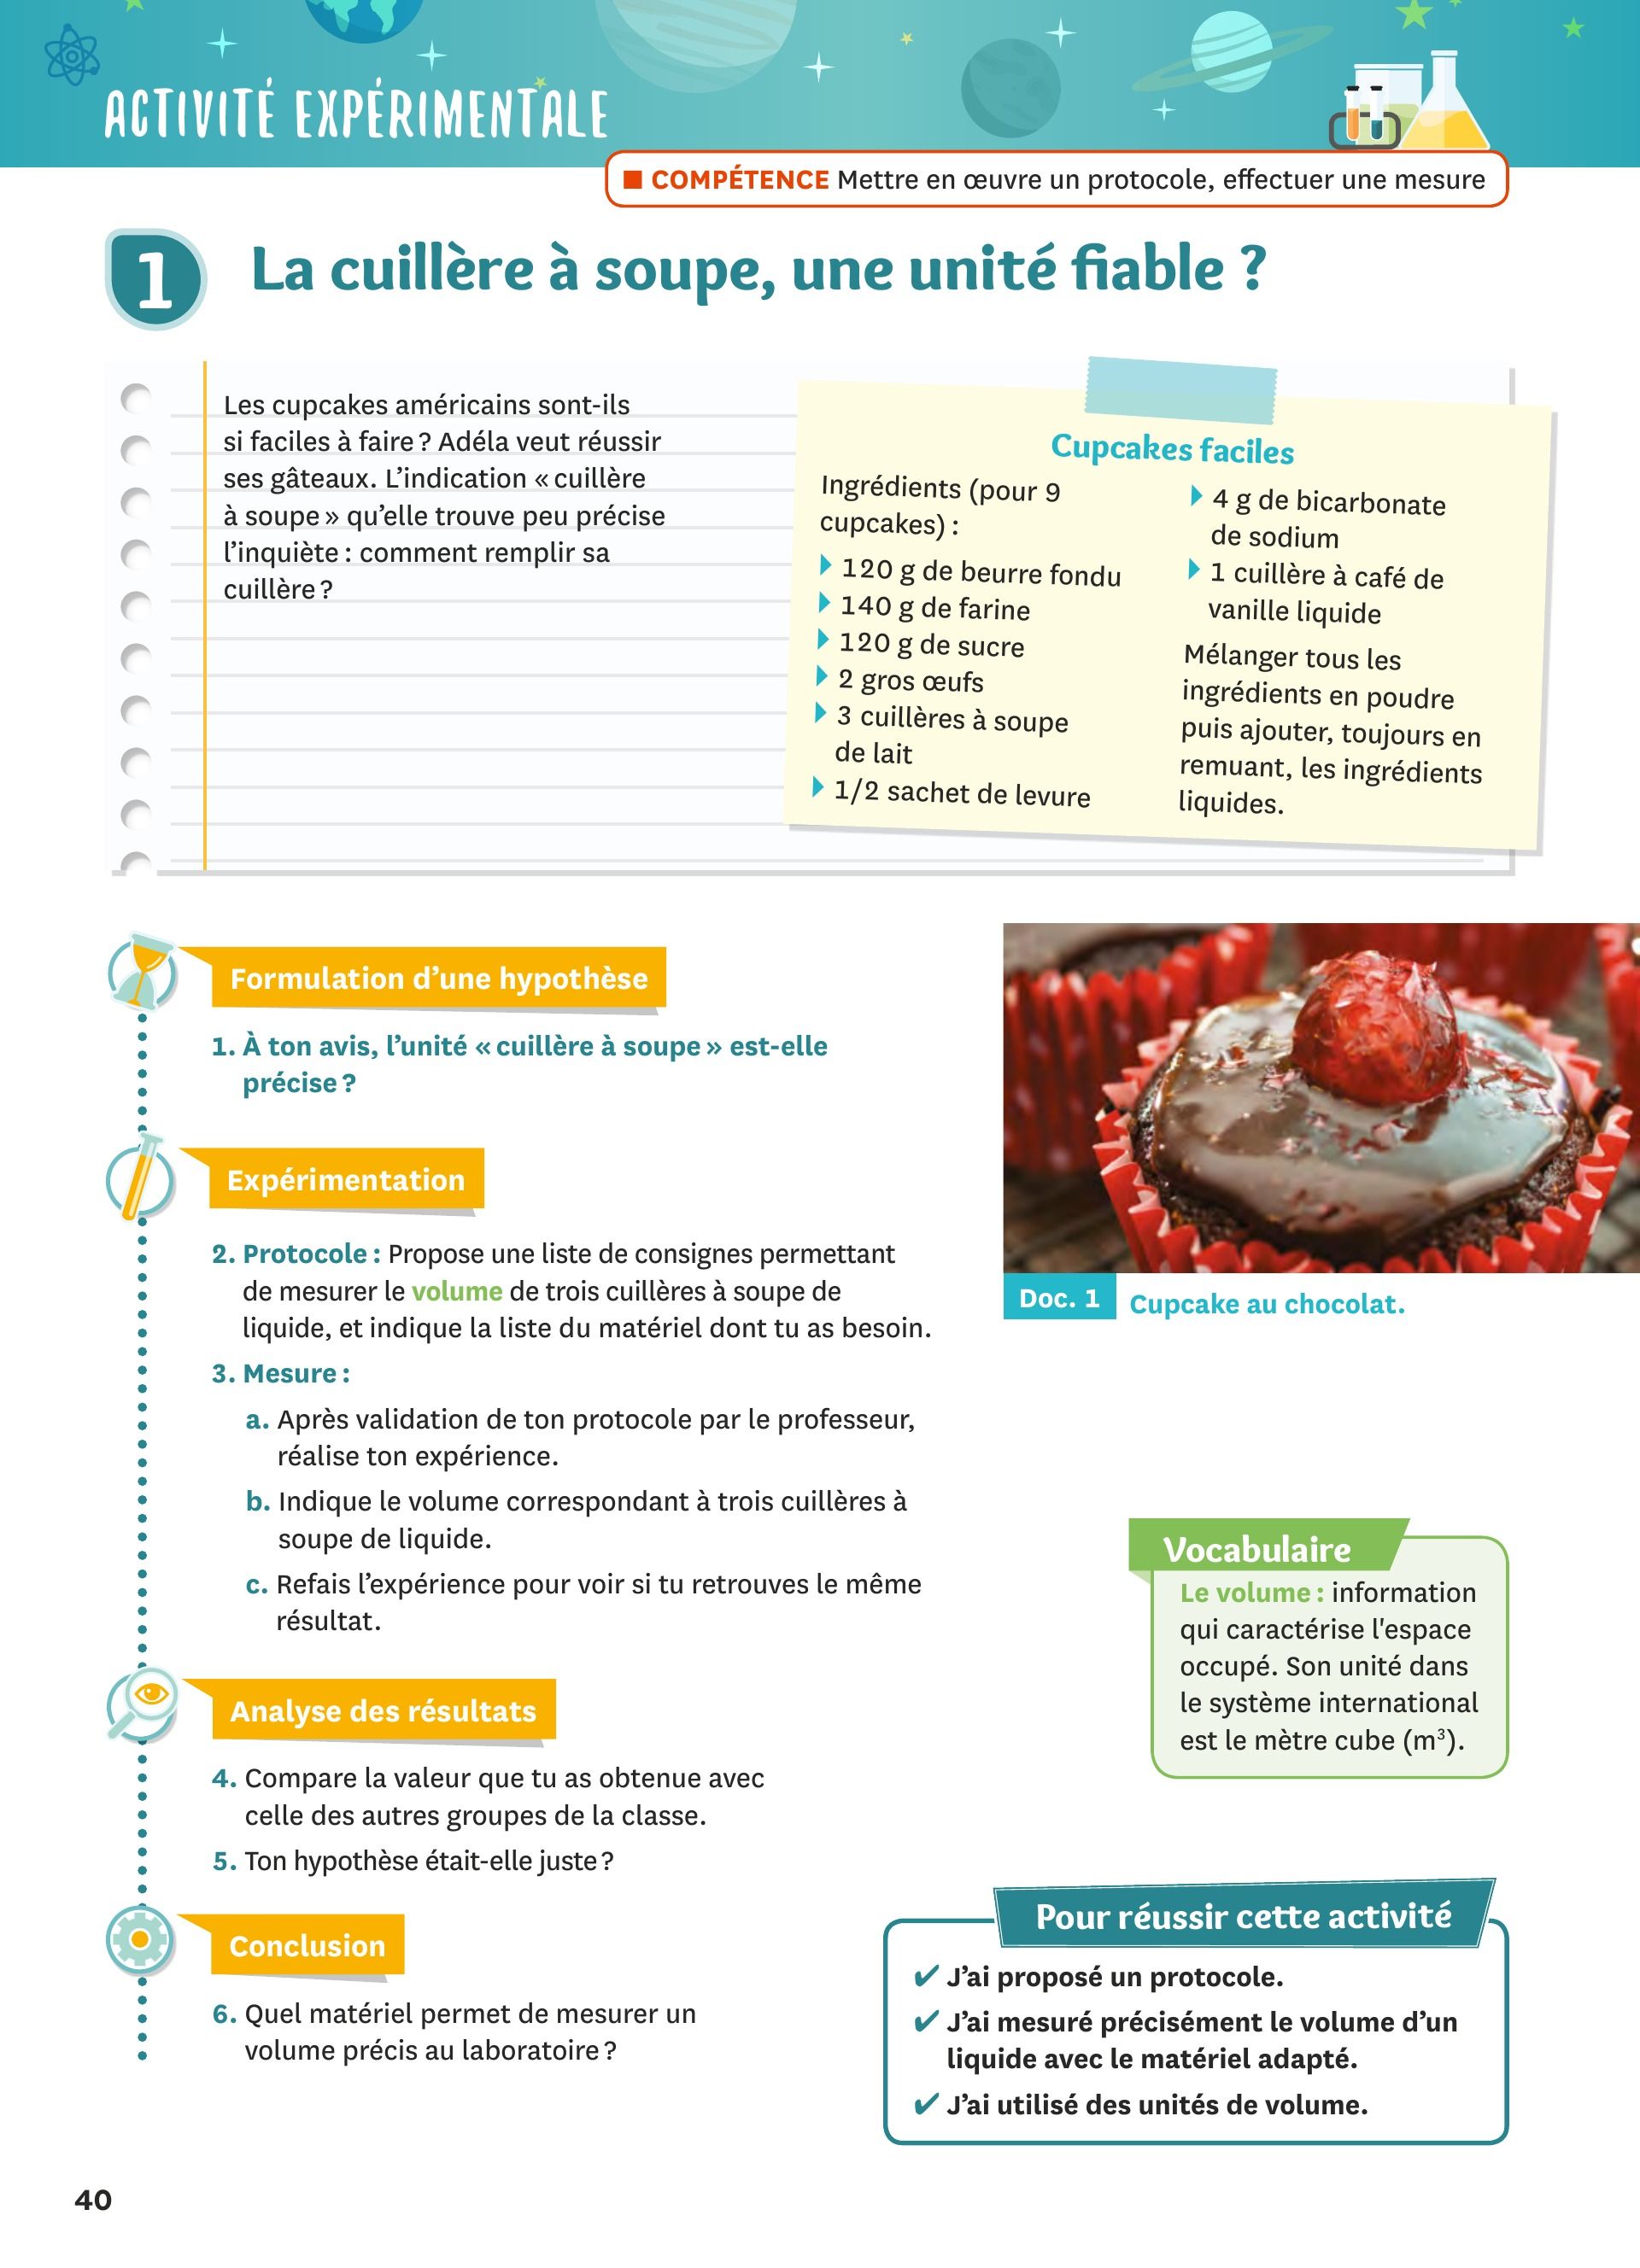 ACTIVITÉ EXPÉRIMENTALE
■ COMPÉTENCE Mettre en œuvre un protocole, effectuer une mesure
1
La cuillère à soupe, une unité fiable ?
Les cupcakes américains sont-ils
si faciles à faire ? Adéla veut réussir
ses gâteaux. L’indication « cuillère
à soupe » qu’elle trouve peu précise
l’inquiète : comment remplir sa
cuillère ?
Cupcakes faciles
Ingrédients (pour 9
cupcakes) :
120 g de beurre fondu
140 g de farine
120 g de sucre
2 gros œufs
3 cuillères à soupe
de lait
1/2 sachet de levure
4 g de bicarbonate
de sodium
1 cuillère à café de
vanille liquide
Mélanger tous les
ingrédients en poudre
puis ajouter, toujours en
remuant, les ingrédients
liquides.
Formulation d’une hypothèse
1. À ton avis, l’unité « cuillère à soupe » est-elle
précise ?
Expérimentation
2. Protocole : Propose une liste de consignes permettant
de mesurer le volume de trois cuillères à soupe de
liquide, et indique la liste du matériel dont tu as besoin.
3. Mesure :
a. Après validation de ton protocole par le professeur,
réalise ton expérience.
b. Indique le volume correspondant à trois cuillères à
soupe de liquide.
c. Refais l’expérience pour voir si tu retrouves le même
résultat.
Doc. 1 Cupcake au chocolat.
Vocabulaire
Le volume : information
qui caractérise l'espace
occupé. Son unité dans
le système international
est le mètre cube (m³).
Analyse des résultats
4. Compare la valeur que tu as obtenue avec
celle des autres groupes de la classe.
5. Ton hypothèse était-elle juste ?
Conclusion
6. Quel matériel permet de mesurer un
volume précis au laboratoire ?
Pour réussir cette activité
✔ J’ai proposé un protocole.
✔ J’ai mesuré précisément le volume d’un
liquide avec le matériel adapté.
✔ J’ai utilisé des unités de volume.
40